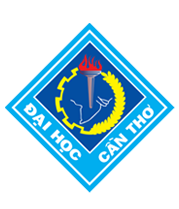 ĐẠI HỌC
CẦN THƠ